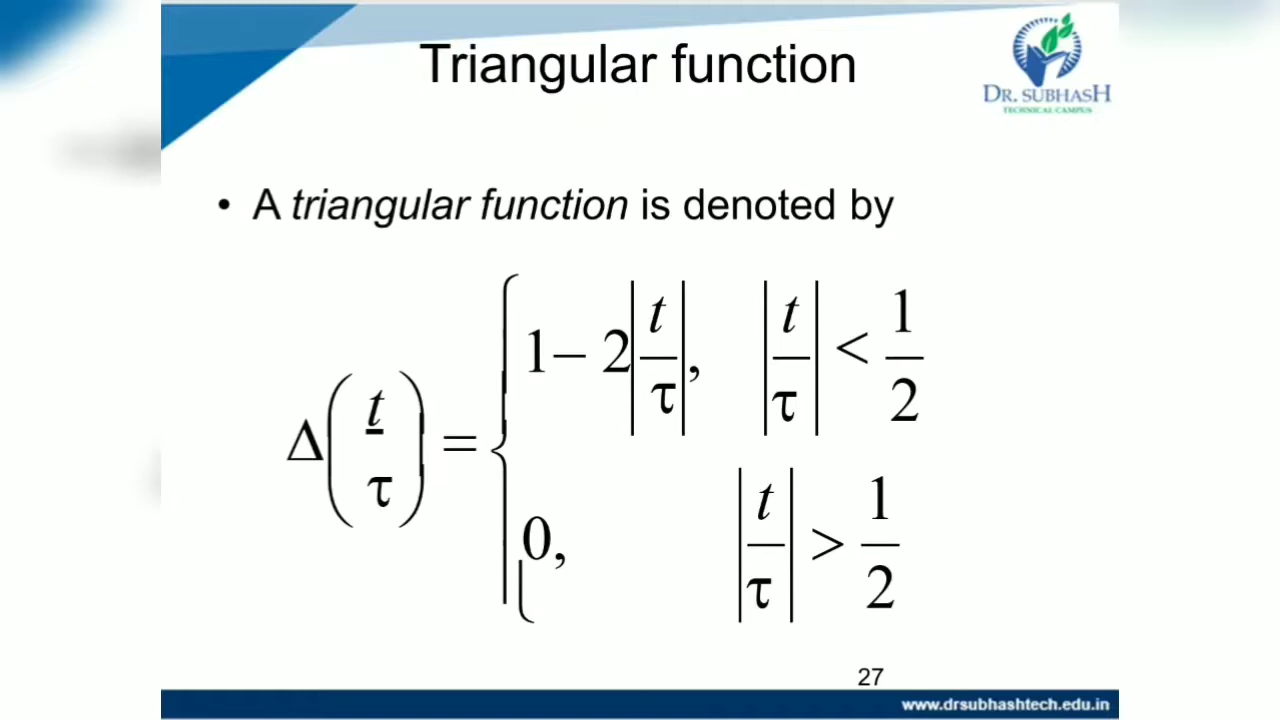 Triangular function
DR. SUBHASH
TECHNICAL CAMPUS
• A triangular function is denoted by
Δ(t/τ) = { 1 – 2|t/τ|, |t/τ| < 1/2
0, |t/τ| > 1/2
27
www.drsubhashtech.edu.in